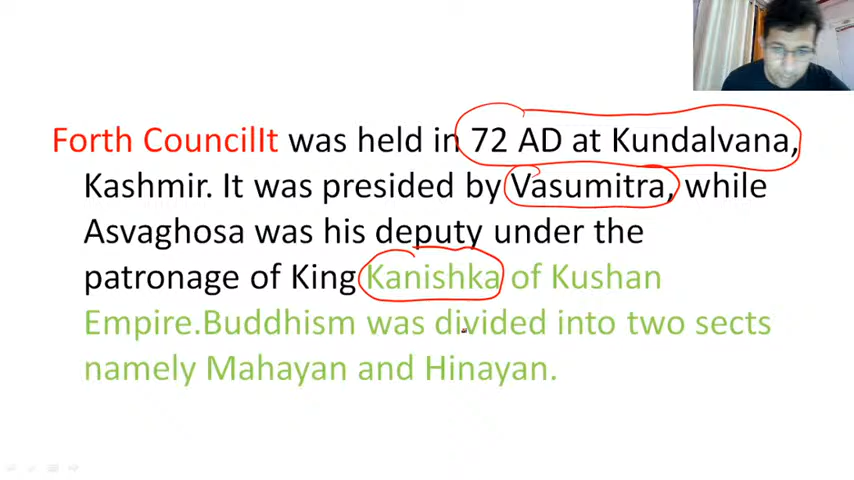 Forth CouncilIt was held in 72 AD at Kundalvana,
Kashmir. It was presided by Vasumitra, while
Asvaghosa was his deputy under the
patronage of King Kanishka of Kushan
Empire.Buddhism was divided into two sects
namely Mahayan and Hinayan.